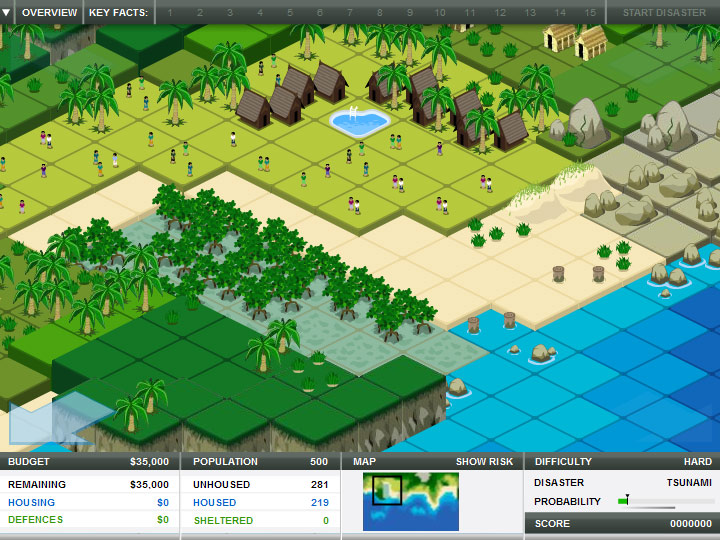 ▼ OVERVIEW KEY FACTS: 1 2 3 4 5 6 7 8 9 10 11 12 13 14 15 START DISASTER
BUDGET $35,000 POPULATION 500 MAP SHOW RISK DIFFICULTY HARD
REMAINING $35,000 UNHOUSED 281 DISASTER TSUNAMI
HOUSING $0 HOUSED 219 PROBABILITY
DEFENCES $0 SHELTERED 0 SCORE 0000000